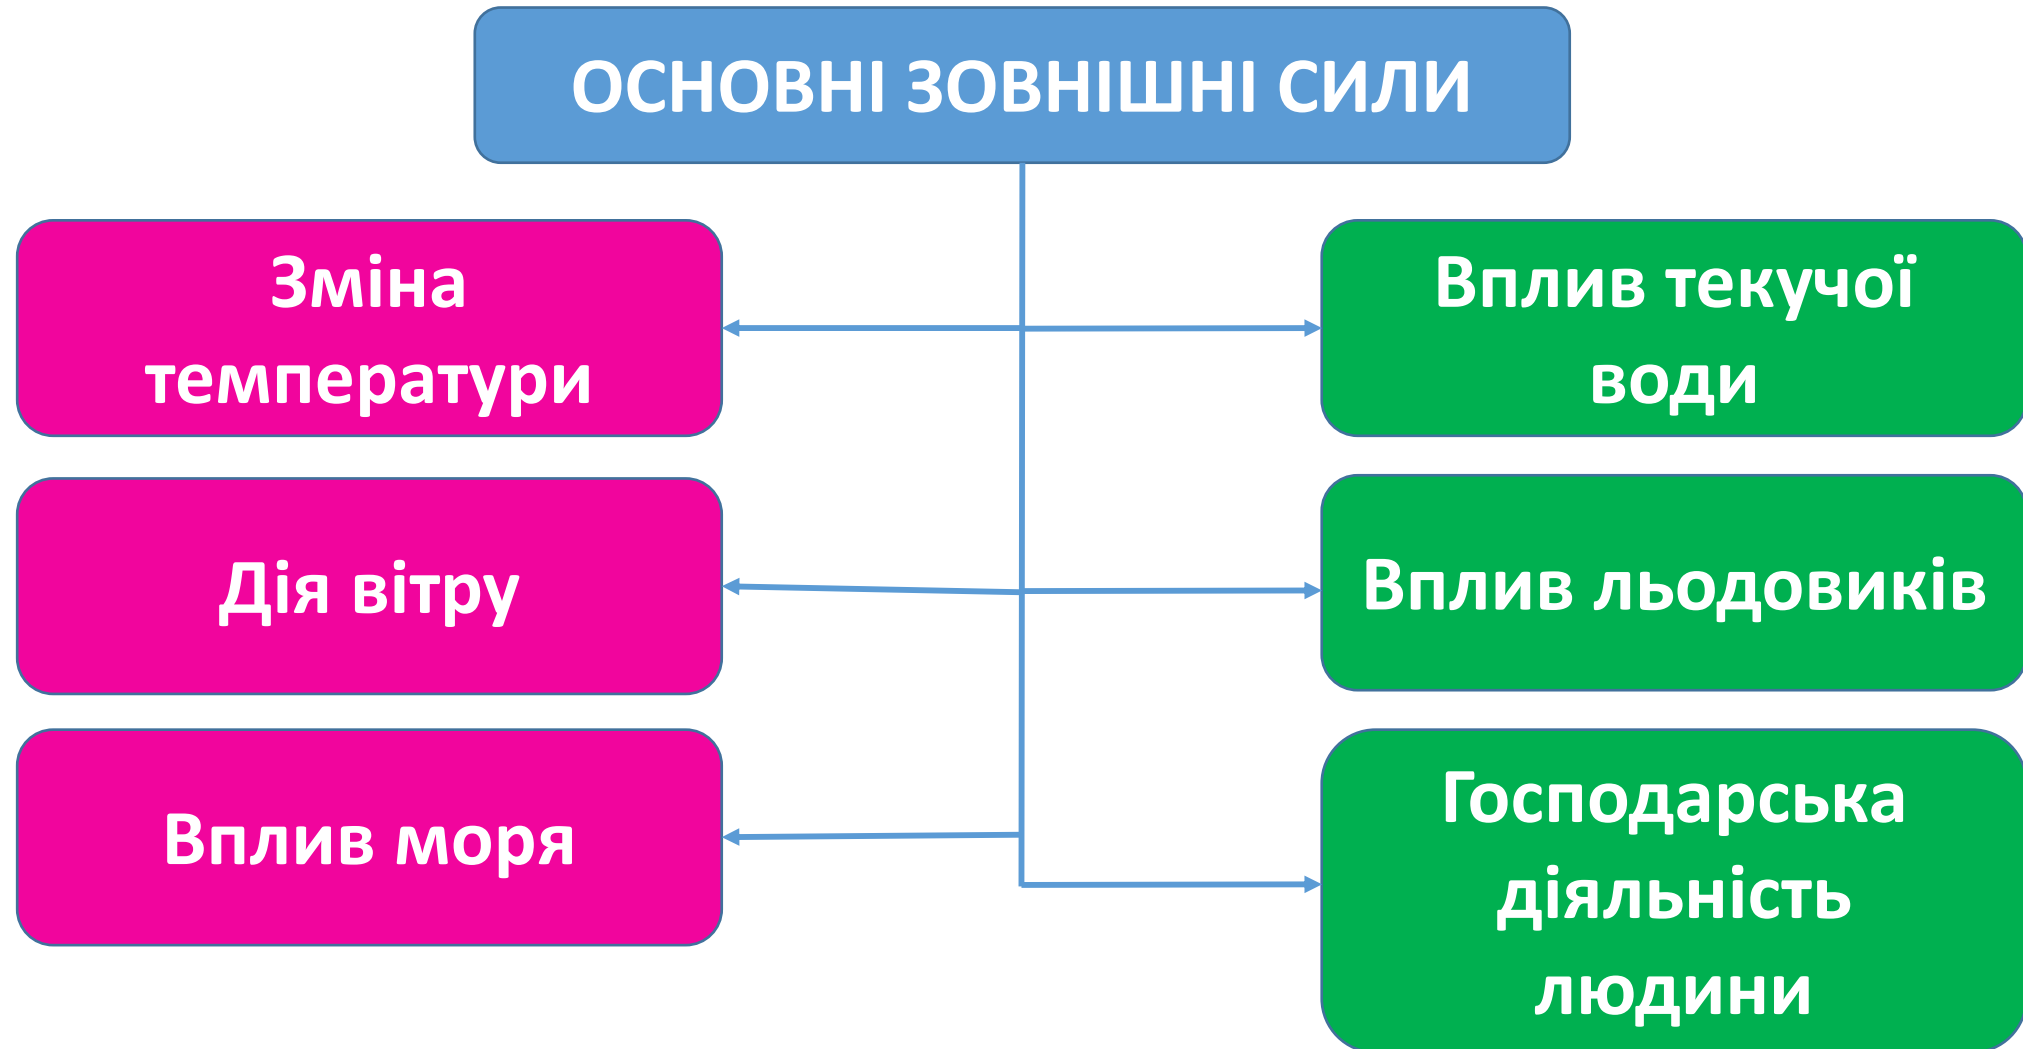 ОСНОВНІ ЗОВНІШНІ СИЛИ
Зміна
температури
Дія вітру
Вплив моря
Вплив текучої
води
Вплив льодовиків
Господарська
діяльність
людини